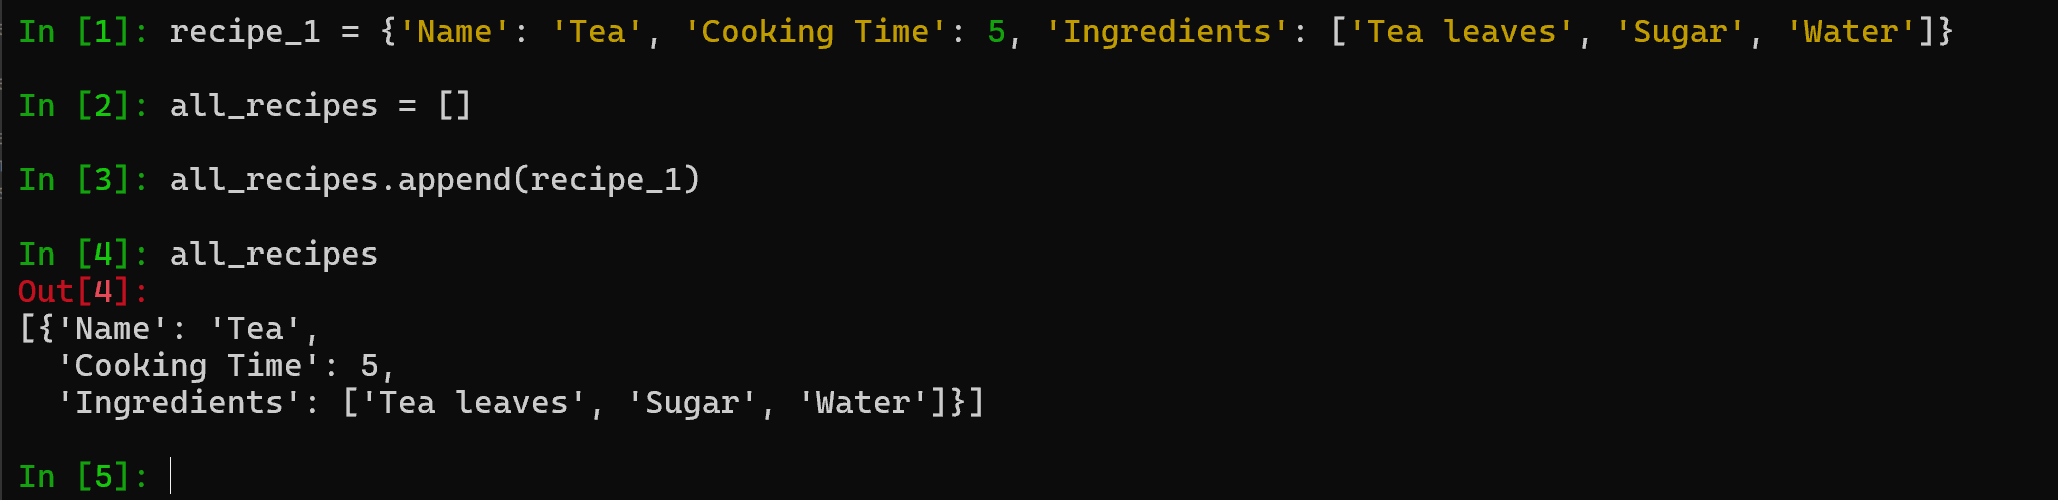 In [1]: recipe_1 = {'Name': 'Tea', 'Cooking Time': 5, 'Ingredients': ['Tea leaves', 'Sugar', 'Water']}
In [2]: all_recipes = []
In [3]: all_recipes.append(recipe_1)
In [4]: all_recipes
Out[4]:
[{'Name': 'Tea',
  'Cooking Time': 5,
  'Ingredients': ['Tea leaves', 'Sugar', 'Water']}]
In [5]: